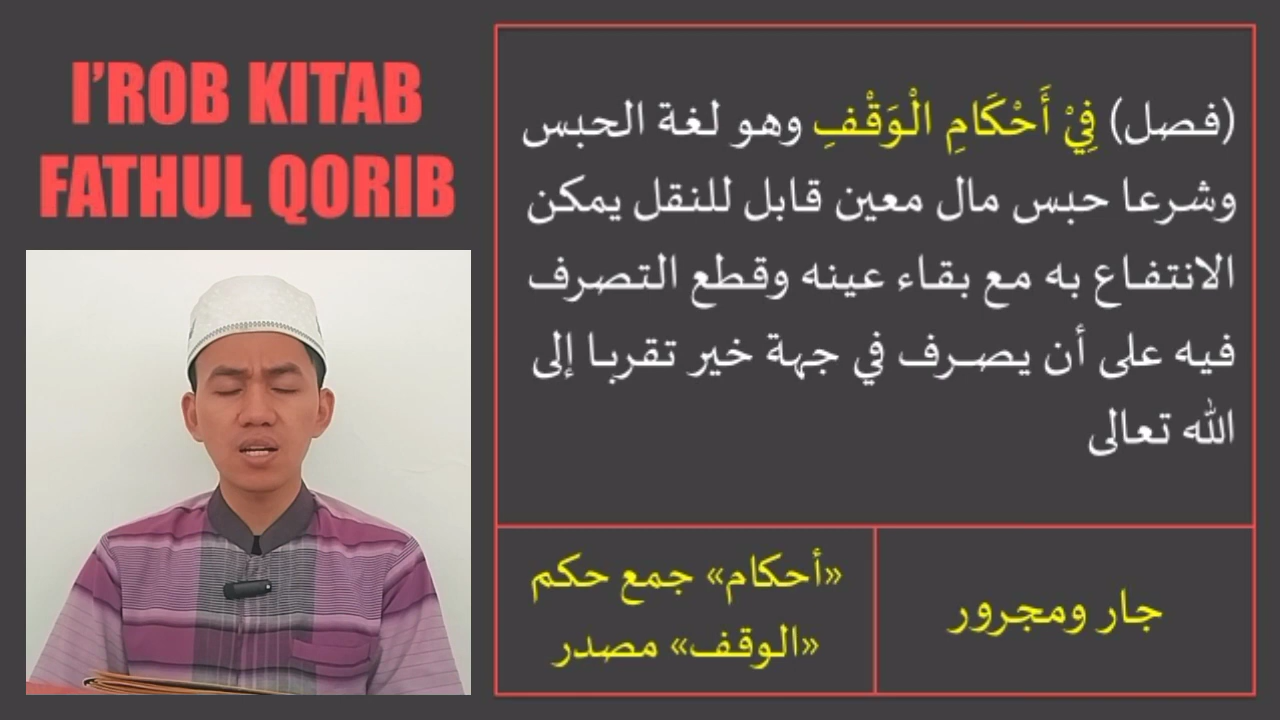 I'ROB KITAB
FATHUL QORIB
(فصل) فِيْ أَحْكَامِ الْوَقْفِ وهو لغة الحبس
وشرعا حبس مال معين قابل للنقل يمكن
الانتفاع به مع بقاء عينه وقطع التصرف
فيه على أن يصرف في جهة خير تقربا إلى
الله تعالى
جار ومجرور
«أحكام» جمع حكم
«الوقف» مصدر